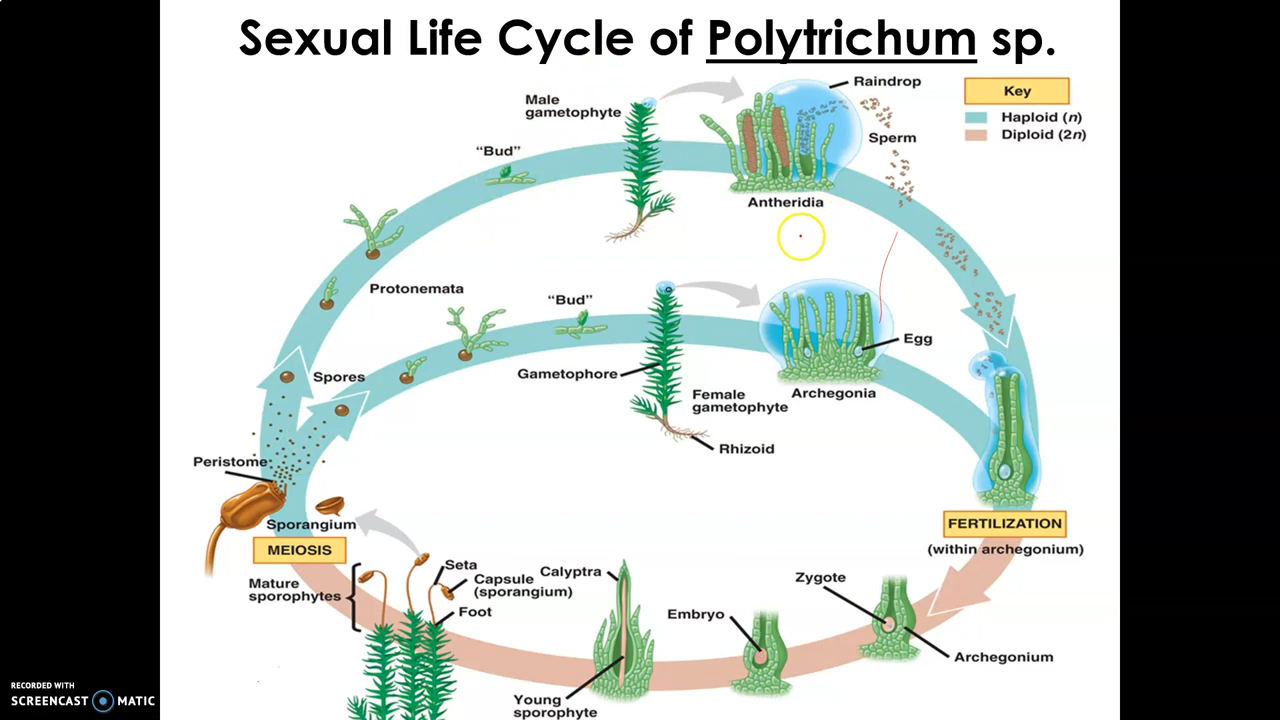 Sexual Life Cycle of Polytrichum sp.
Raindrop
Key
Male
gametophyte
Haploid (n)
Sperm
Diploid (2n)
"Bud"
Antheridia
Protonemata
"Bud"
Egg
Spores
Gametophore
Archegonia
Female
gametophyte
Rhizoid
Peristome
Sporangium
FERTILIZATION
MEIOSIS
(within archegonium)
Mature
sporophytes
Seta
Capsule
(sporangium)
Foot
Calyptra
Zygote
Embryo
Archegonium
Young
sporophyte
RECORDED WITH
SCREENCAST MATIC